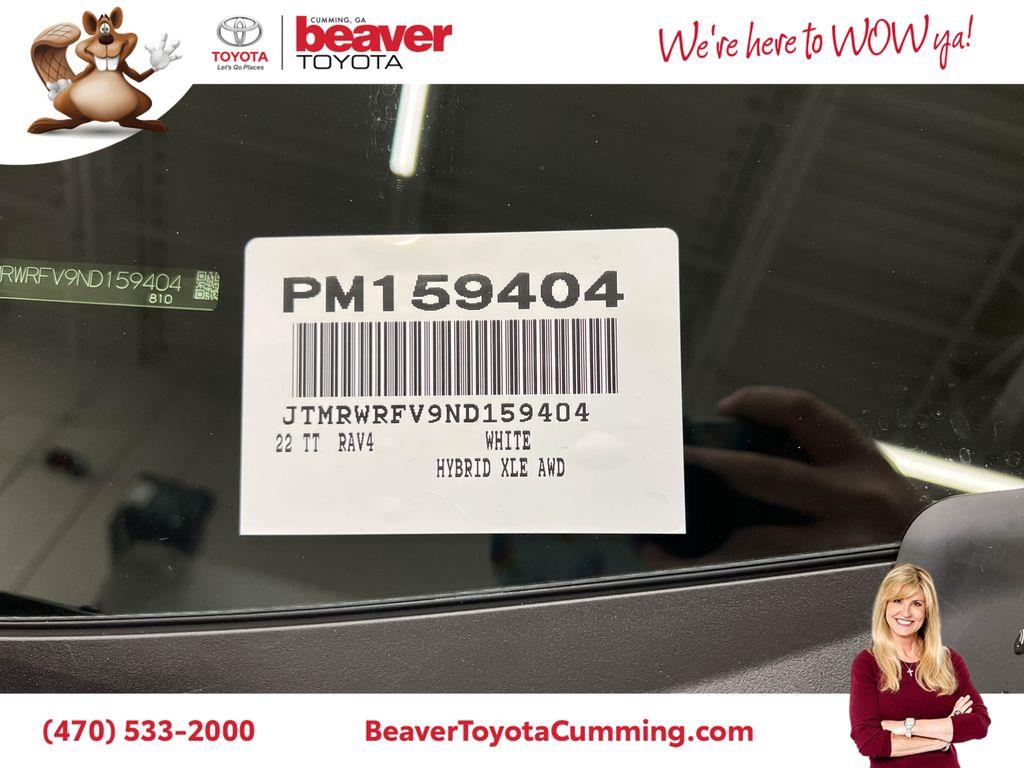 CUMMING, GA
TOYOTA
Let's Go Places
beaver
TOYOTA
We're here to WOW ya!
RWRFV9ND159404
810
PM159404
JTMRWRFV9ND159404
22 TT RAV4 WHITE
HYBRID XLE AWD
(470) 533-2000 BeaverToyotaCumming.com